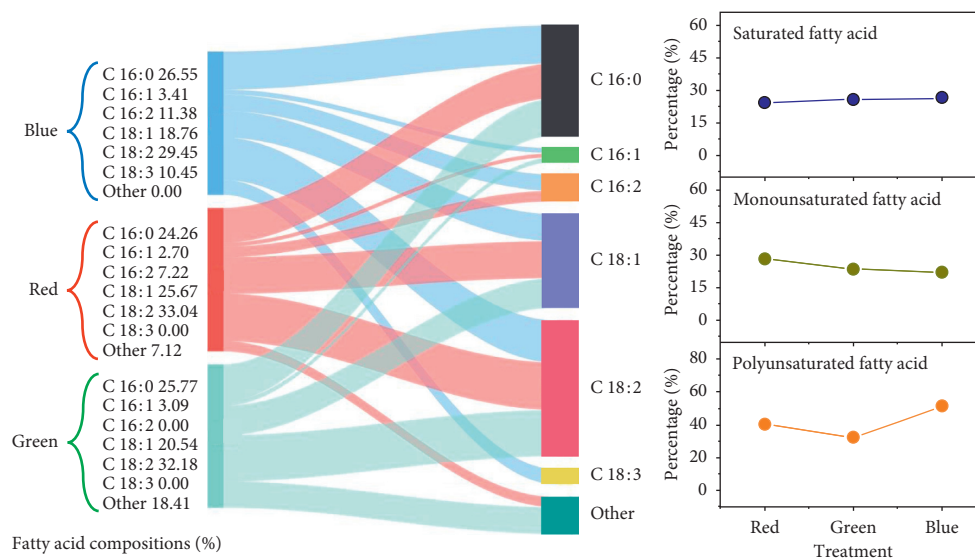 Blue
C 16:0 26.55
C 16:1 3.41
C 16:2 11.38
C 18:1 18.76
C 18:2 29.45
C 18:3 10.45
Other 0.00
Red
C 16:0 24.26
C 16:1 2.70
C 16:2 7.22
C 18:1 25.67
C 18:2 33.04
C 18:3 0.00
Other 7.12
Green
C 16:0 25.77
C 16:1 3.09
C 16:2 0.00
C 18:1 20.54
C 18:2 32.18
C 18:3 0.00
Other 18.41
Fatty acid compositions (%)
C 16:0
C 16:1
C 16:2
C 18:1
C 18:2
C 18:3
Other
Saturated fatty acid
Percentage (%)
60
45
30
15
0
Monounsaturated fatty acid
Percentage (%)
60
45
30
15
0
Polyunsaturated fatty acid
Percentage (%)
80
60
40
20
0
Red Green Blue
Treatment